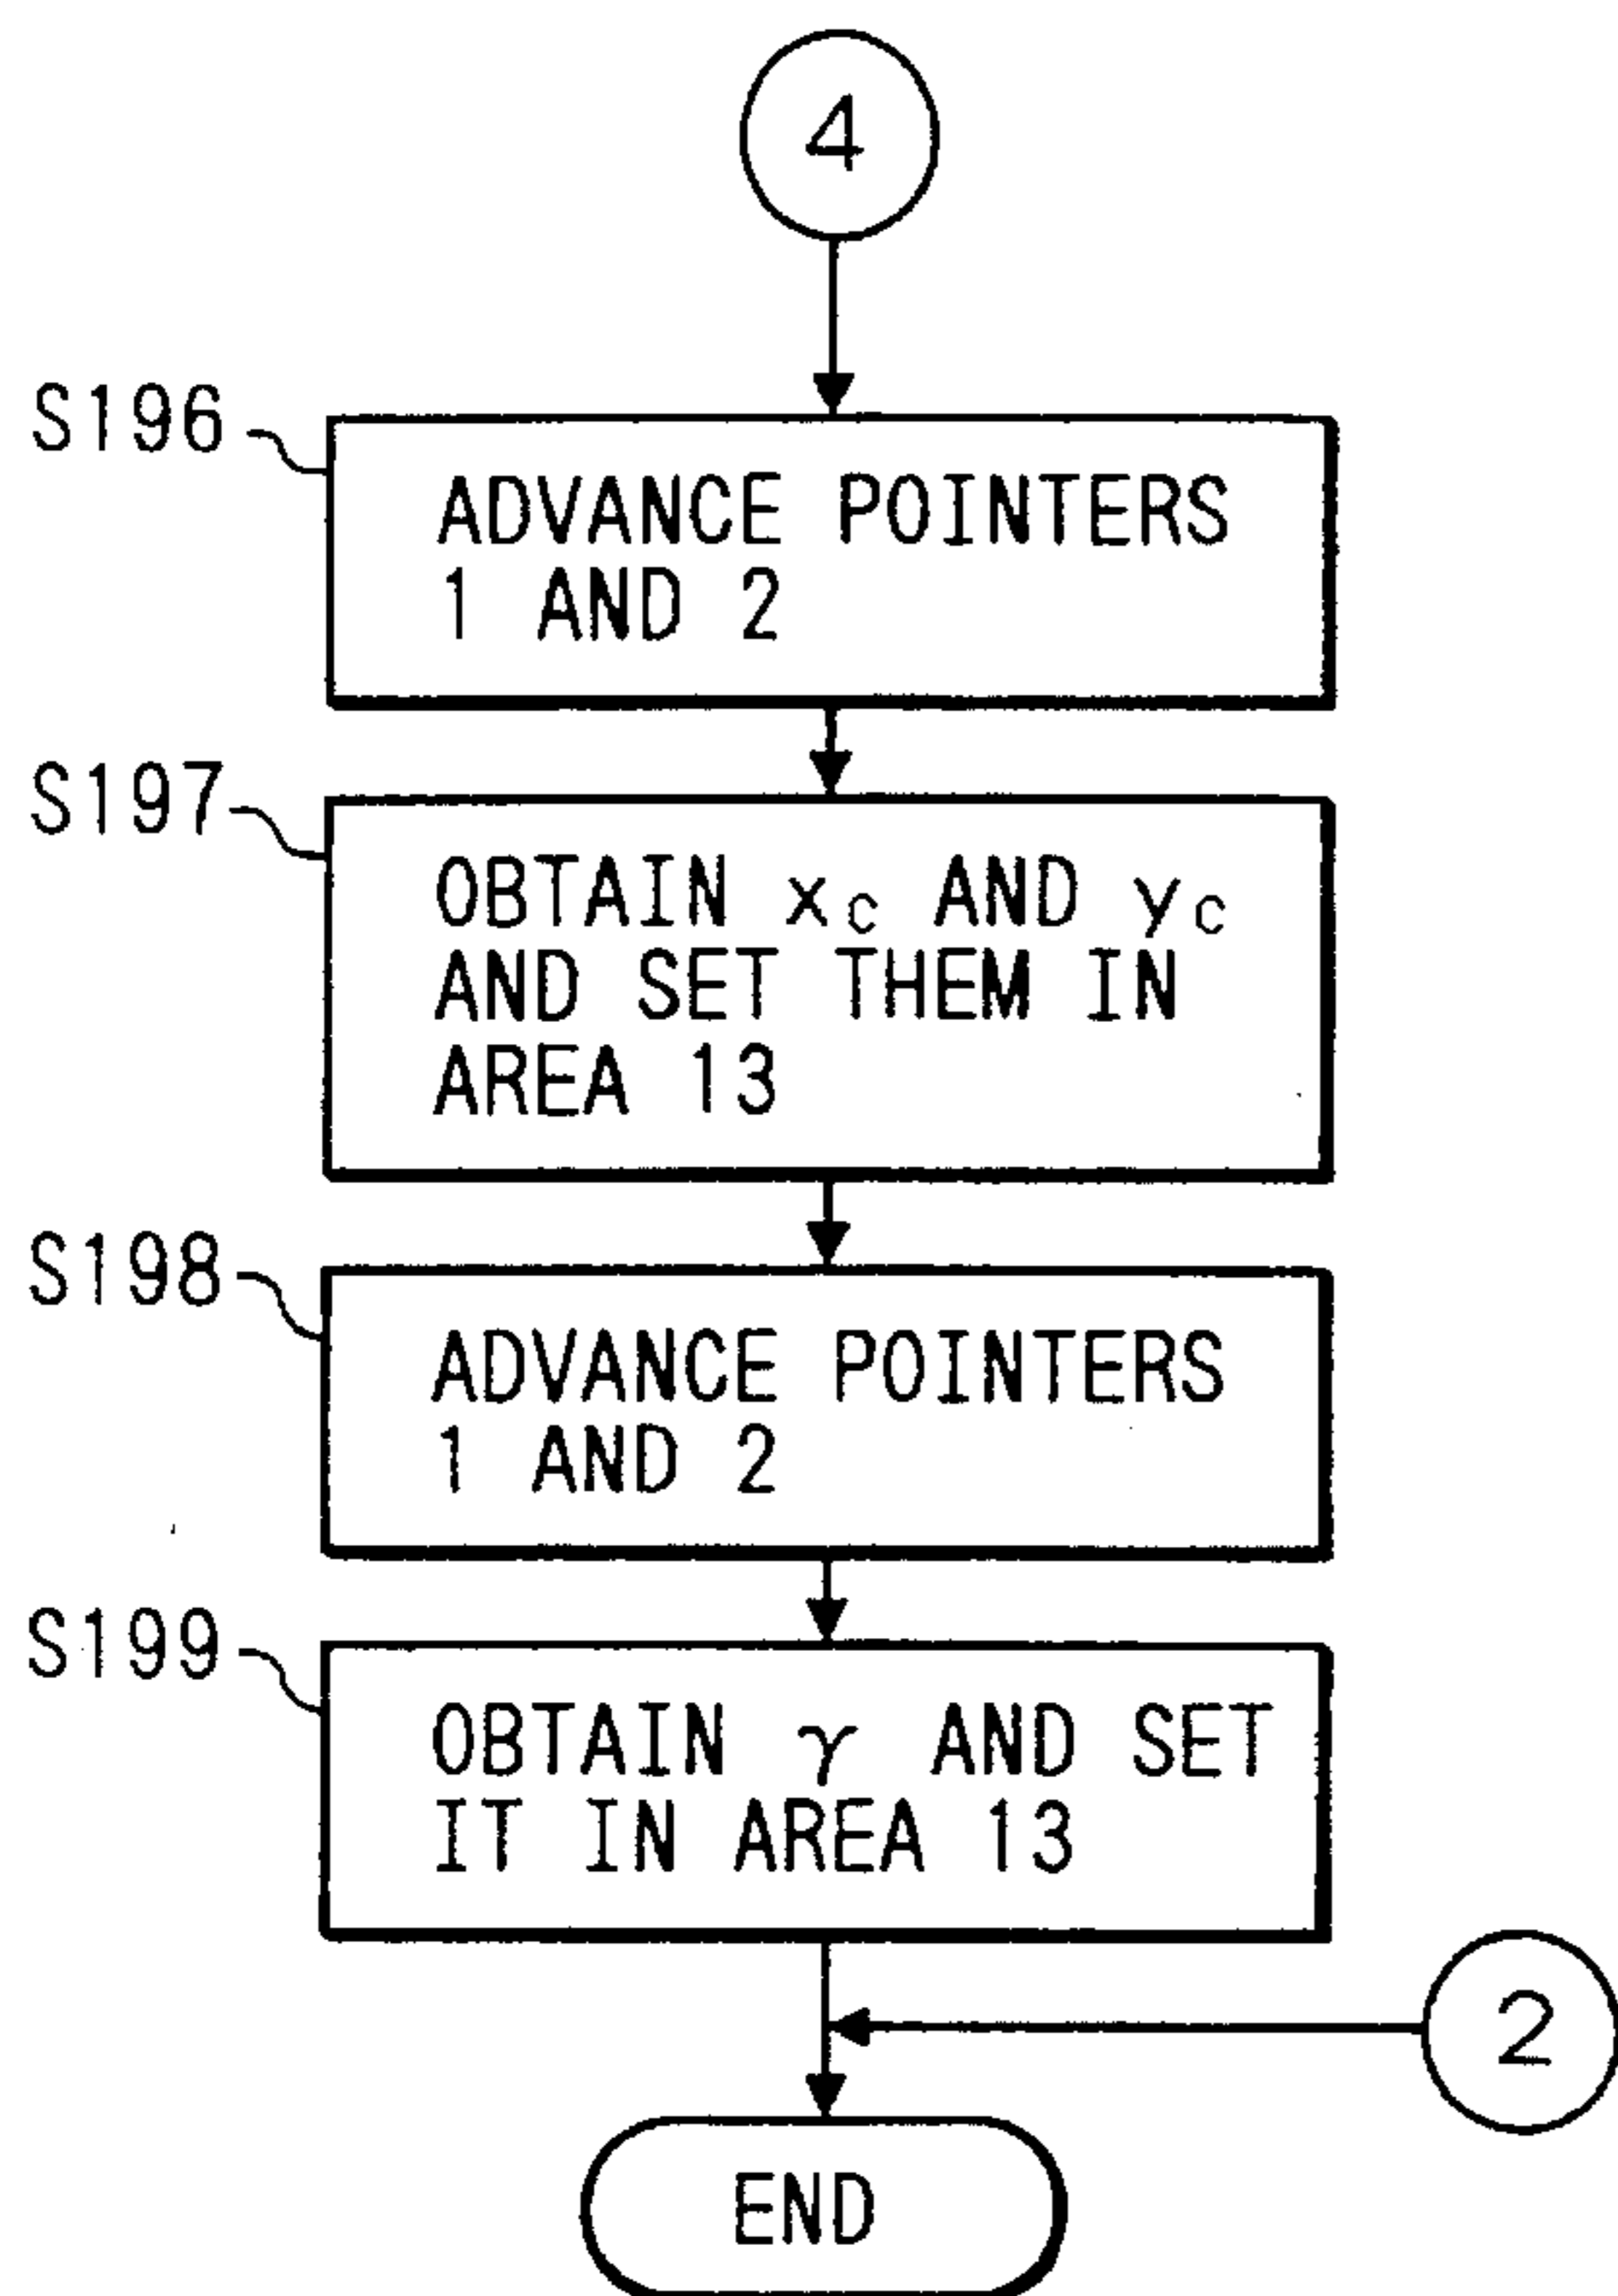 4
S196
ADVANCE POINTERS
1 AND 2
S197
OBTAIN xc AND yc
AND SET THEM IN
AREA 13
S198
ADVANCE POINTERS
1 AND 2
S199
OBTAIN γ AND SET
IT IN AREA 13
2
END